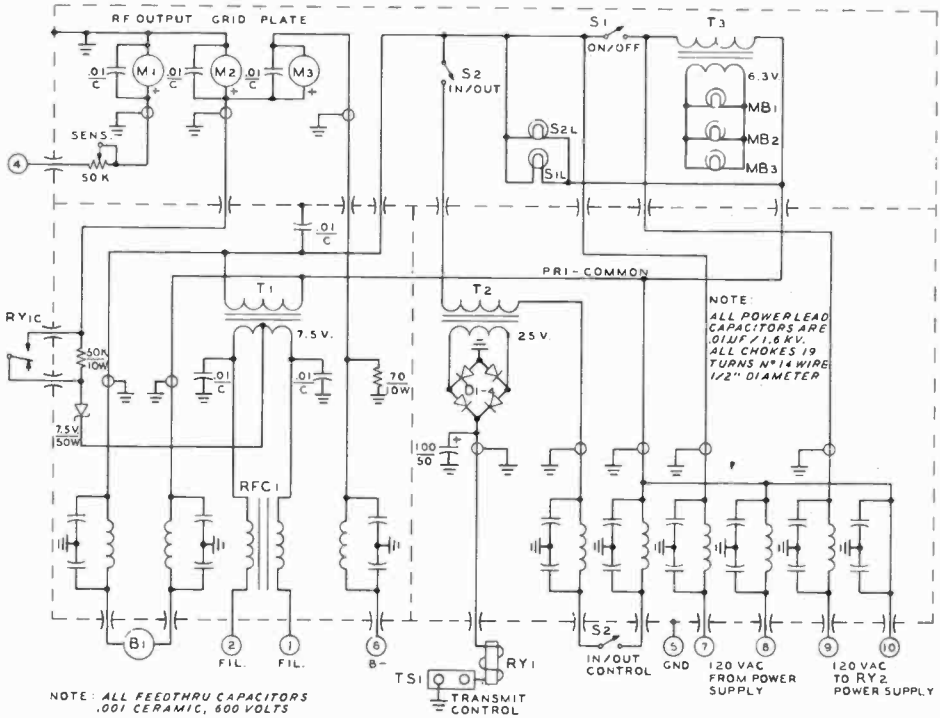 RF OUTPUT GRID PLATE
S1
ON/OFF
T3
.01
C
M1
+
.01
C
M2
+
.01
C
M3
+
S2
IN/OUT
6.3V
MB1
MB2
MB3
SENS.
4
50K
S2L
S1L
.01
C
PRI-COMMON
T1
7.5V.
T2
25V.
NOTE:
ALL POWER LEAD
CAPACITORS ARE
.01UF/1.6 KV.
ALL CHOKES 19
TURNS Nº 14 WIRE
1/2" DIAMETER
RY1C
50K
10W
.01
C
.01
C
70
10W
D1-4
7.5V
50W
100
50
+
RFC1
B1
2
FIL.
1
FIL.
6
B-
S2
IN/OUT
CONTROL
5
GND
7
8
120 VAC
FROM POWER
SUPPLY
9
10
120 VAC
TO RY2
POWER SUPPLY
RY1
TS1
TRANSMIT
CONTROL
NOTE: ALL FEEDTHRU CAPACITORS
.001 CERAMIC, 600 VOLTS